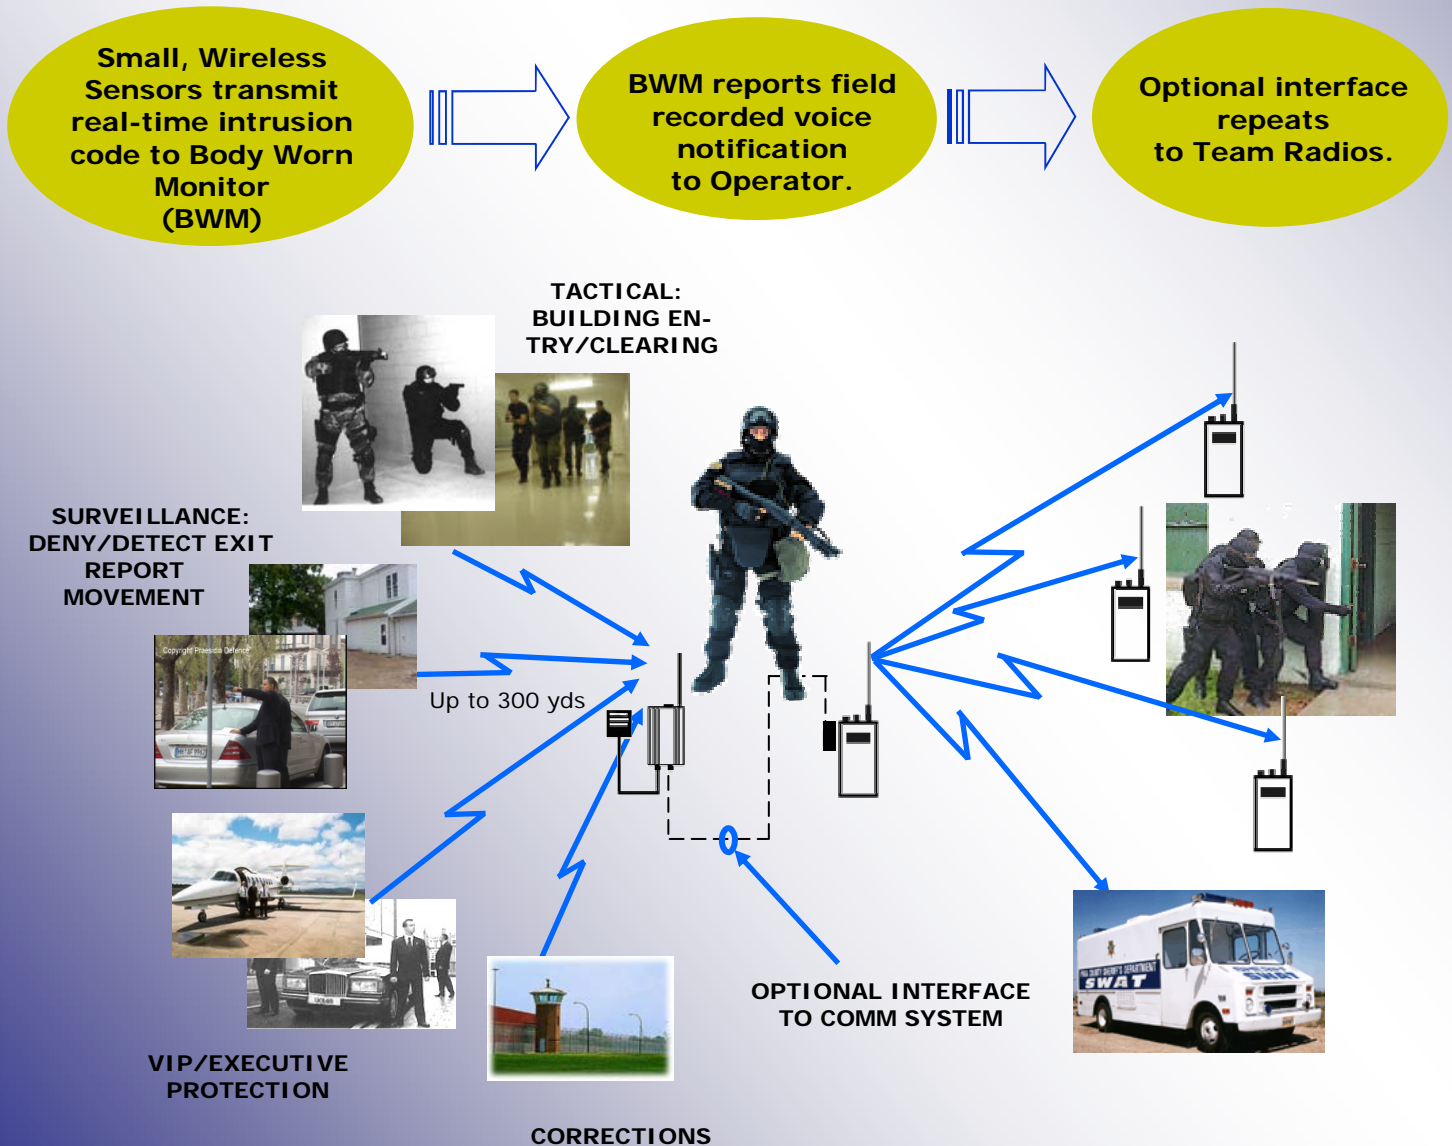 Small, Wireless
Sensors transmit
real-time intrusion
code to Body Worn
Monitor
(BWM)
BWM reports field
recorded voice
notification
to Operator.
Optional interface
repeats
to Team Radios.
TACTICAL:
BUILDING EN-
TRY/CLEARING
SURVEILLANCE:
DENY/DETECT EXIT
REPORT
MOVEMENT
Copyright Praesidia Defence
Up to 300 yds
OPTIONAL INTERFACE
TO COMM SYSTEM
SHERIFF'S DEPARTMENT
SWAT
VIP/EXECUTIVE
PROTECTION
CORRECTIONS